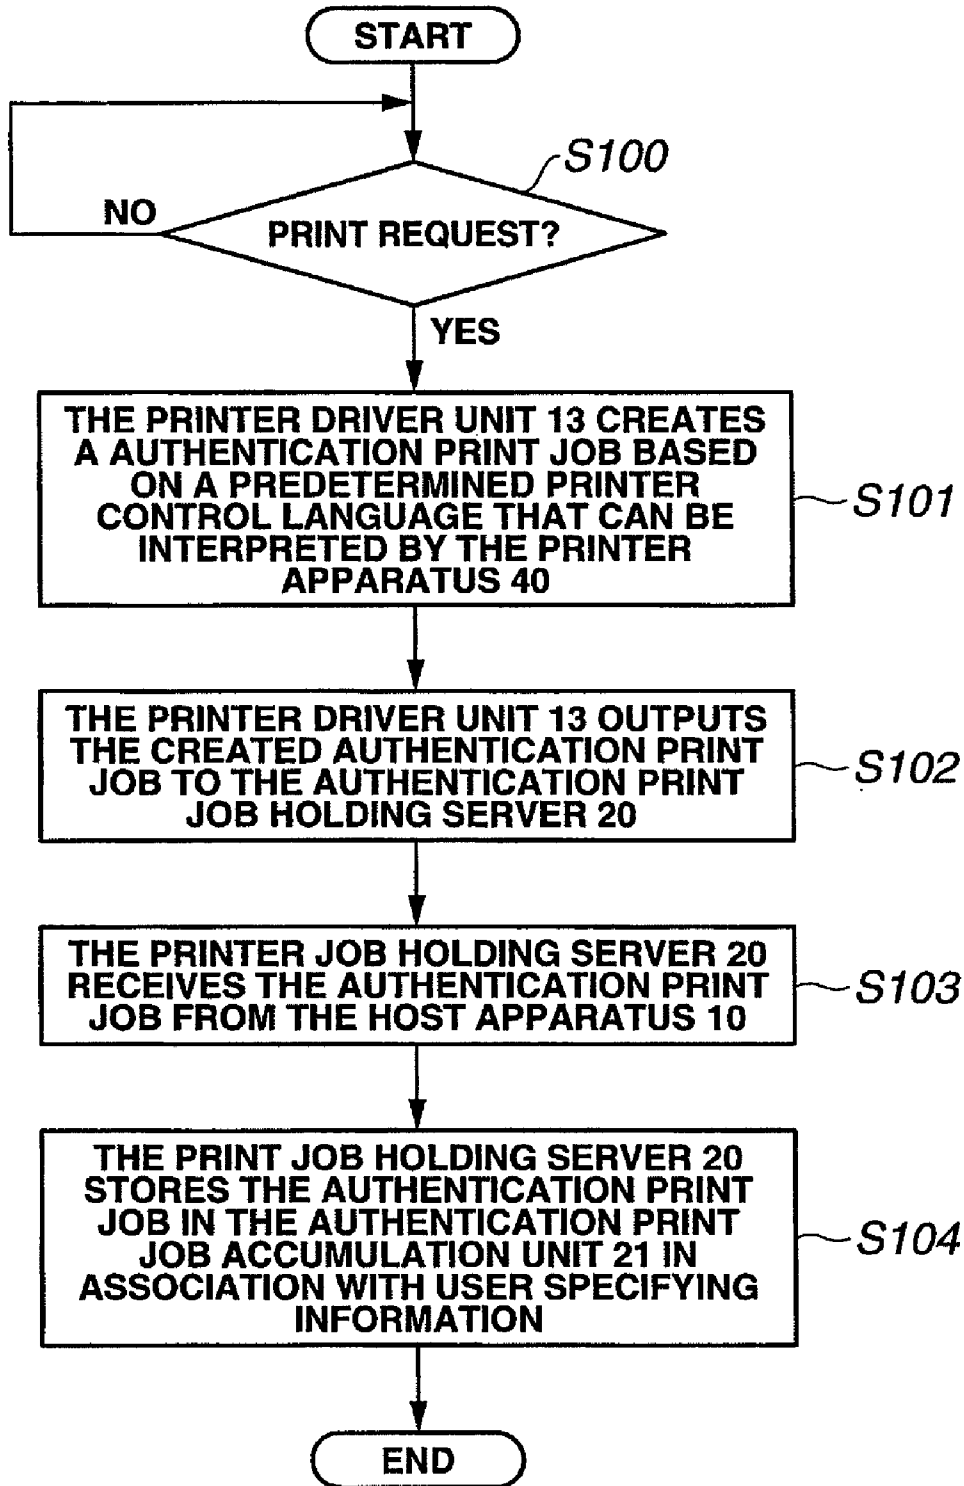 START
S100
NO
PRINT REQUEST?
YES
THE PRINTER DRIVER UNIT 13 CREATES
A AUTHENTICATION PRINT JOB BASED
ON A PREDETERMINED PRINTER
CONTROL LANGUAGE THAT CAN BE
INTERPRETED BY THE PRINTER
APPARATUS 40
S101
THE PRINTER DRIVER UNIT 13 OUTPUTS
THE CREATED AUTHENTICATION PRINT
JOB TO THE AUTHENTICATION PRINT
JOB HOLDING SERVER 20
S102
THE PRINTER JOB HOLDING SERVER 20
RECEIVES THE AUTHENTICATION PRINT
JOB FROM THE HOST APPARATUS 10
S103
THE PRINT JOB HOLDING SERVER 20
STORES THE AUTHENTICATION PRINT
JOB IN THE AUTHENTICATION PRINT
JOB ACCUMULATION UNIT 21 IN
ASSOCIATION WITH USER SPECIFYING
INFORMATION
S104
END